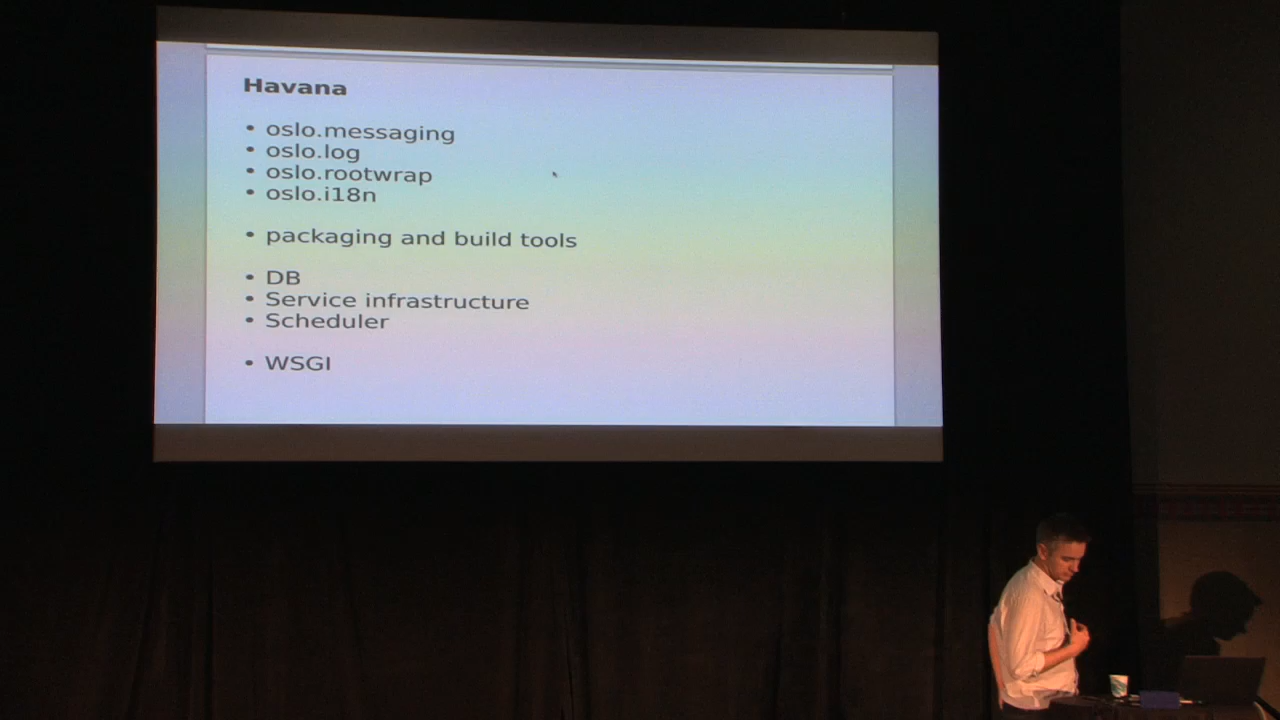 Havana
• oslo.messaging
• oslo.log
• oslo.rootwrap
• oslo.i18n
• packaging and build tools
• DB
• Service infrastructure
• Scheduler
• WSGI